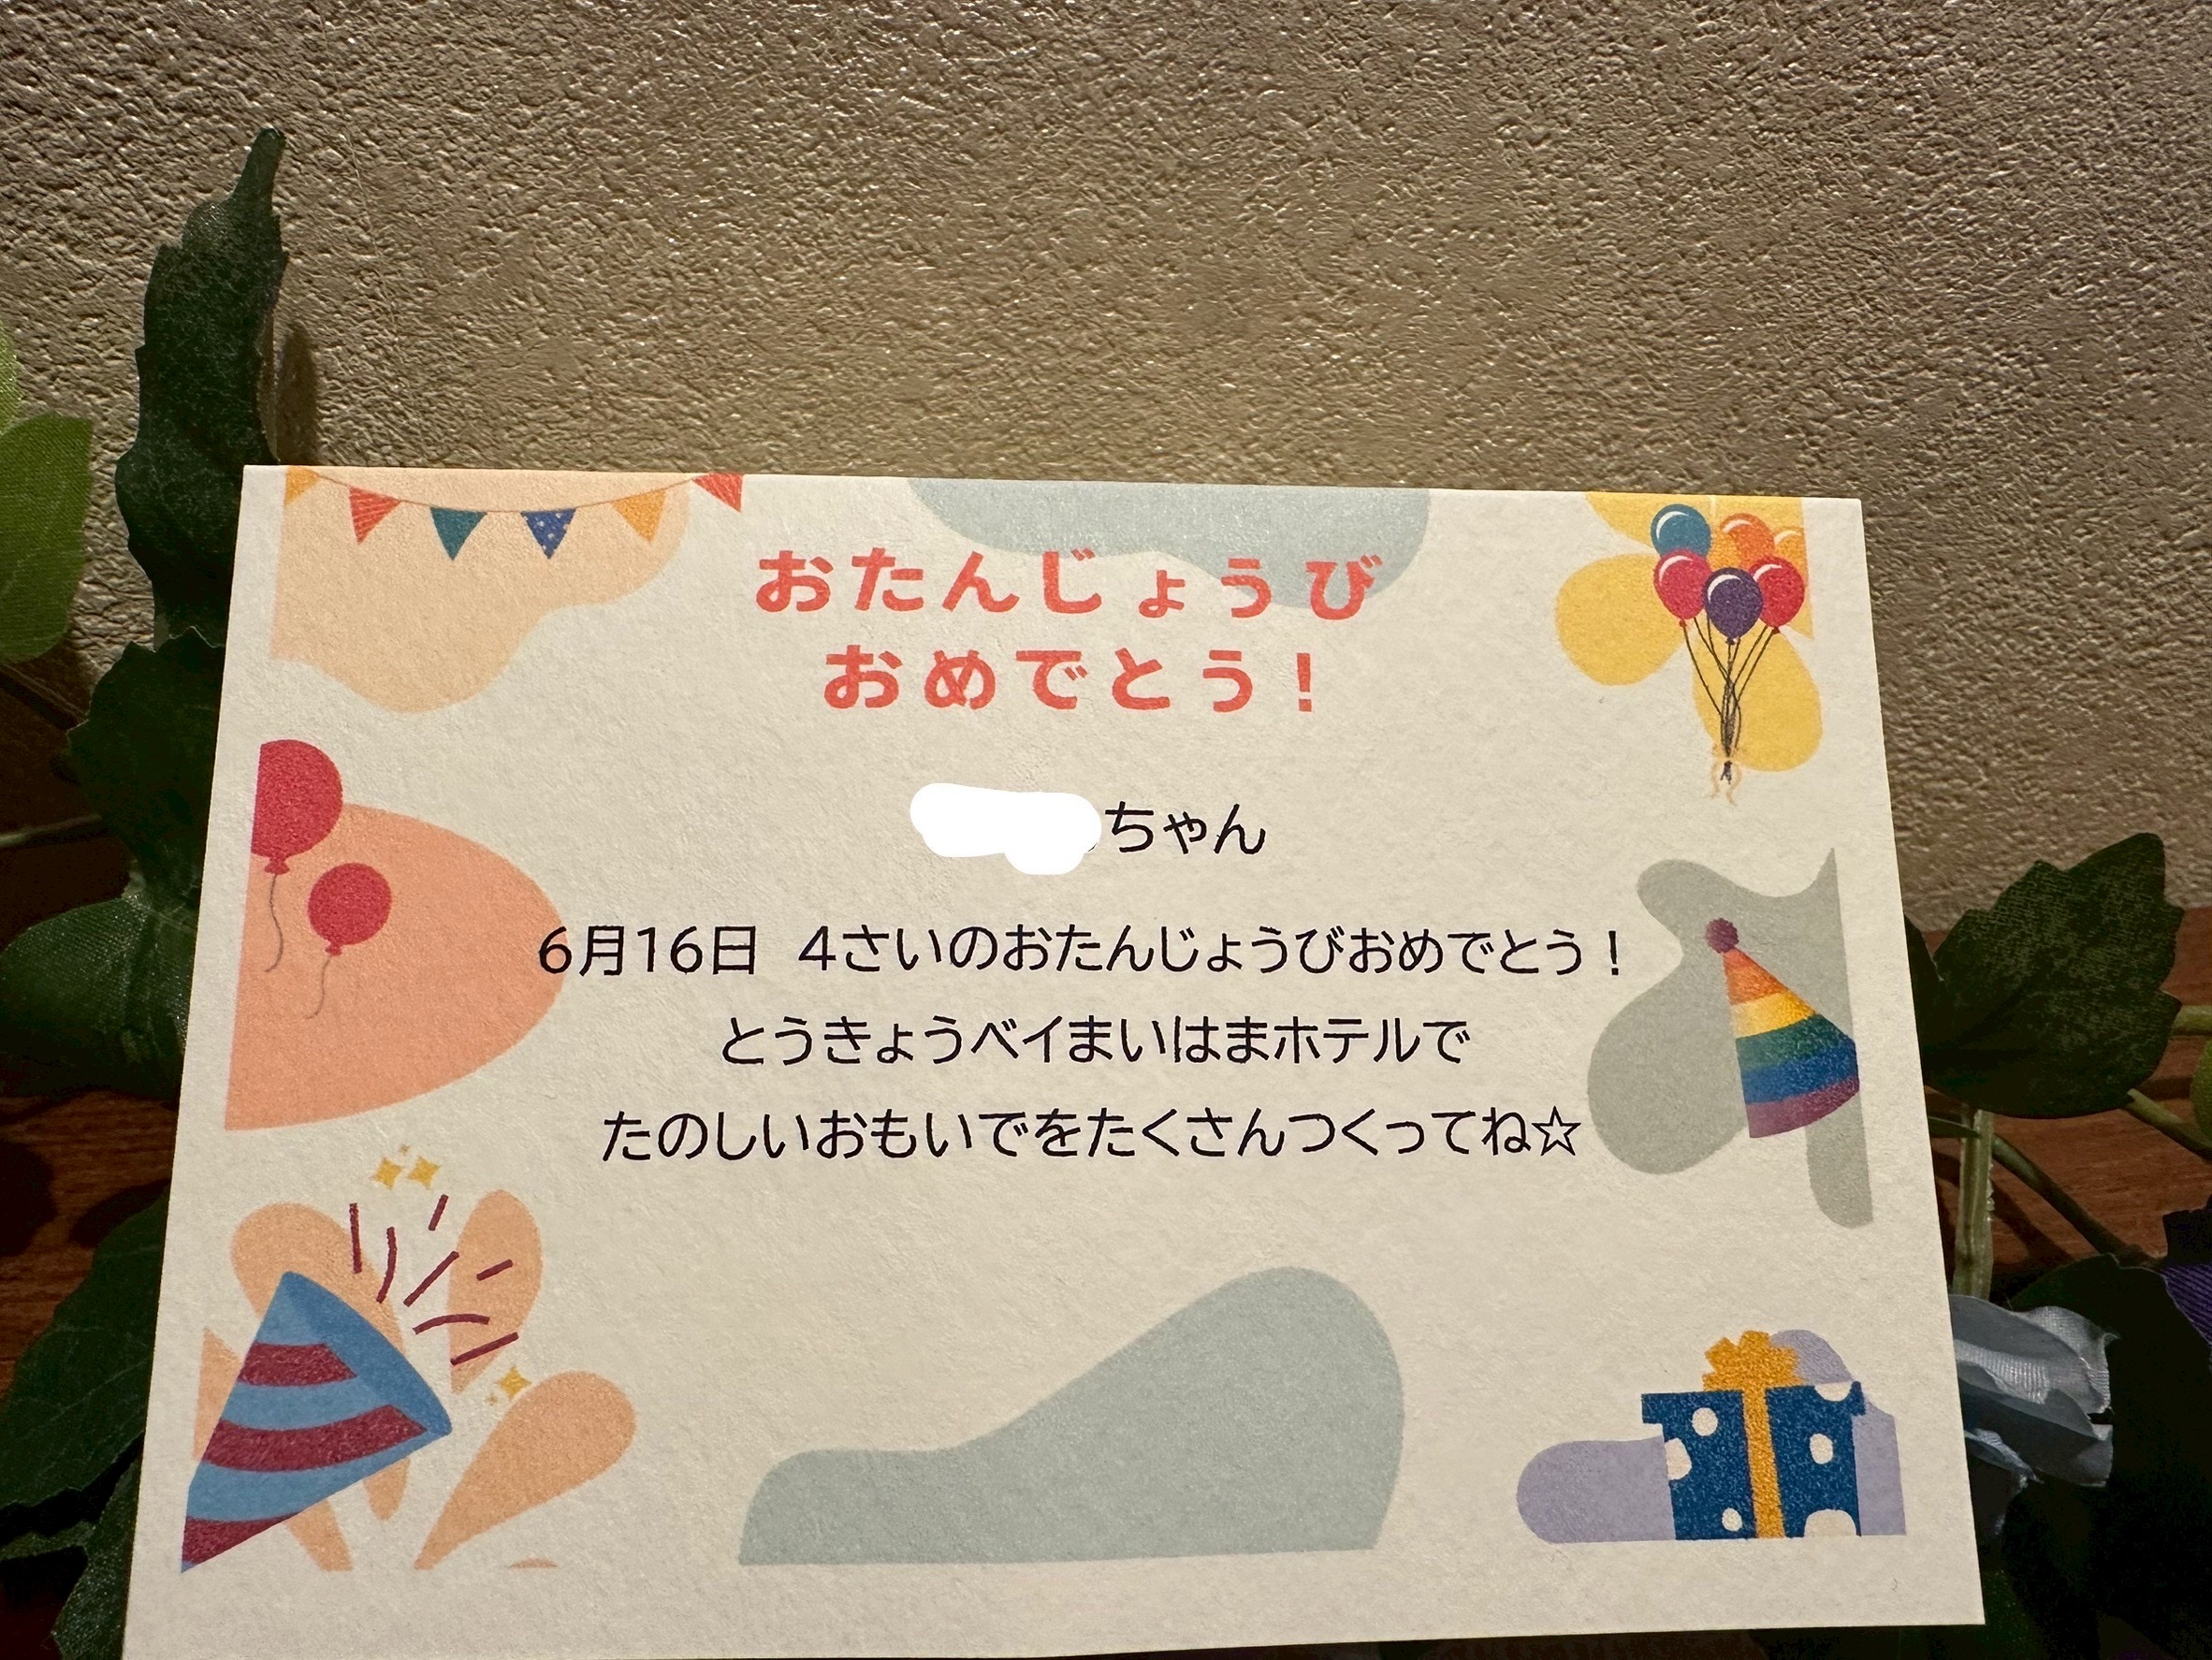 おたんじょうび
おめでとう！
ちゃん
6月16日 4さいのおたんじょうびおめでとう！
とうきょうベイまいはまホテルで
たのしいおもいでをたくさんつくってね☆